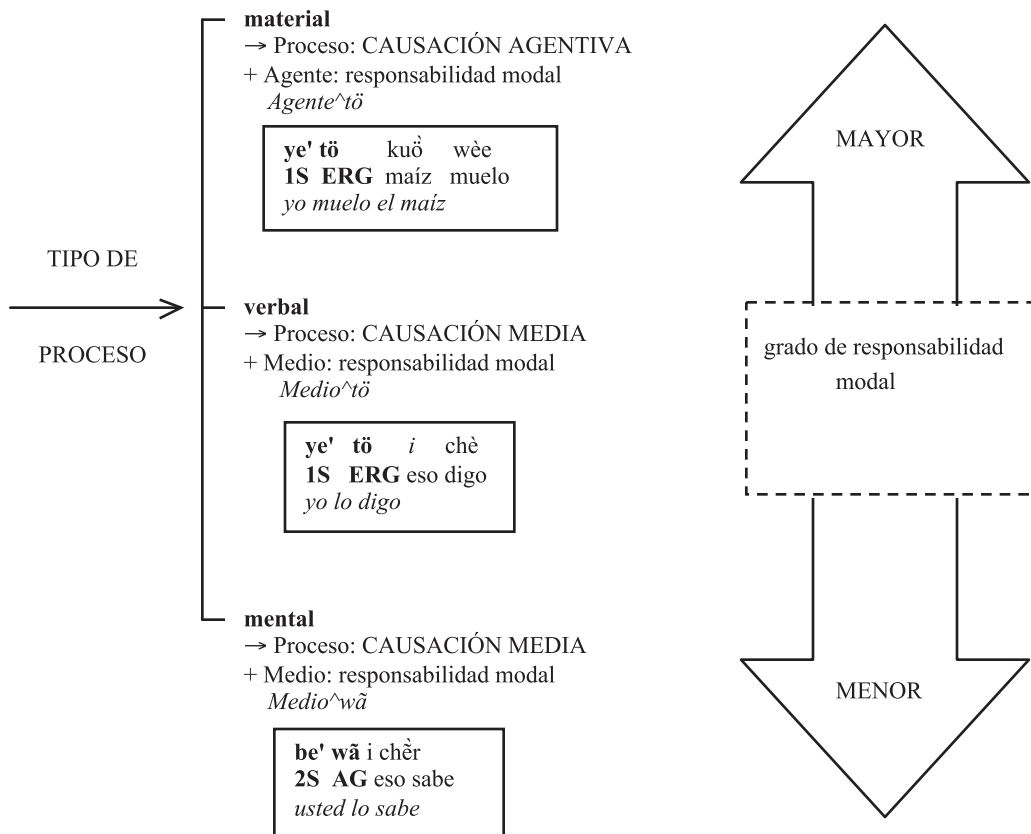 material
→ Proceso: CAUSACIÓN AGENTIVA
+ Agente: responsabilidad modal
Agente^tö
ye' tö kuö̀ wèe
1S ERG maíz muelo
yo muelo el maíz
TIPO DE
PROCESO
verbal
→ Proceso: CAUSACIÓN MEDIA
+ Medio: responsabilidad modal
Medio^tö
ye' tö i chè
1S ERG eso digo
yo lo digo
mental
→ Proceso: CAUSACIÓN MEDIA
+ Medio: responsabilidad modal
Medio^wã
be' wã i chẽ̀r
2S AG eso sabe
usted lo sabe
MAYOR
grado de responsabilidad
modal
MENOR